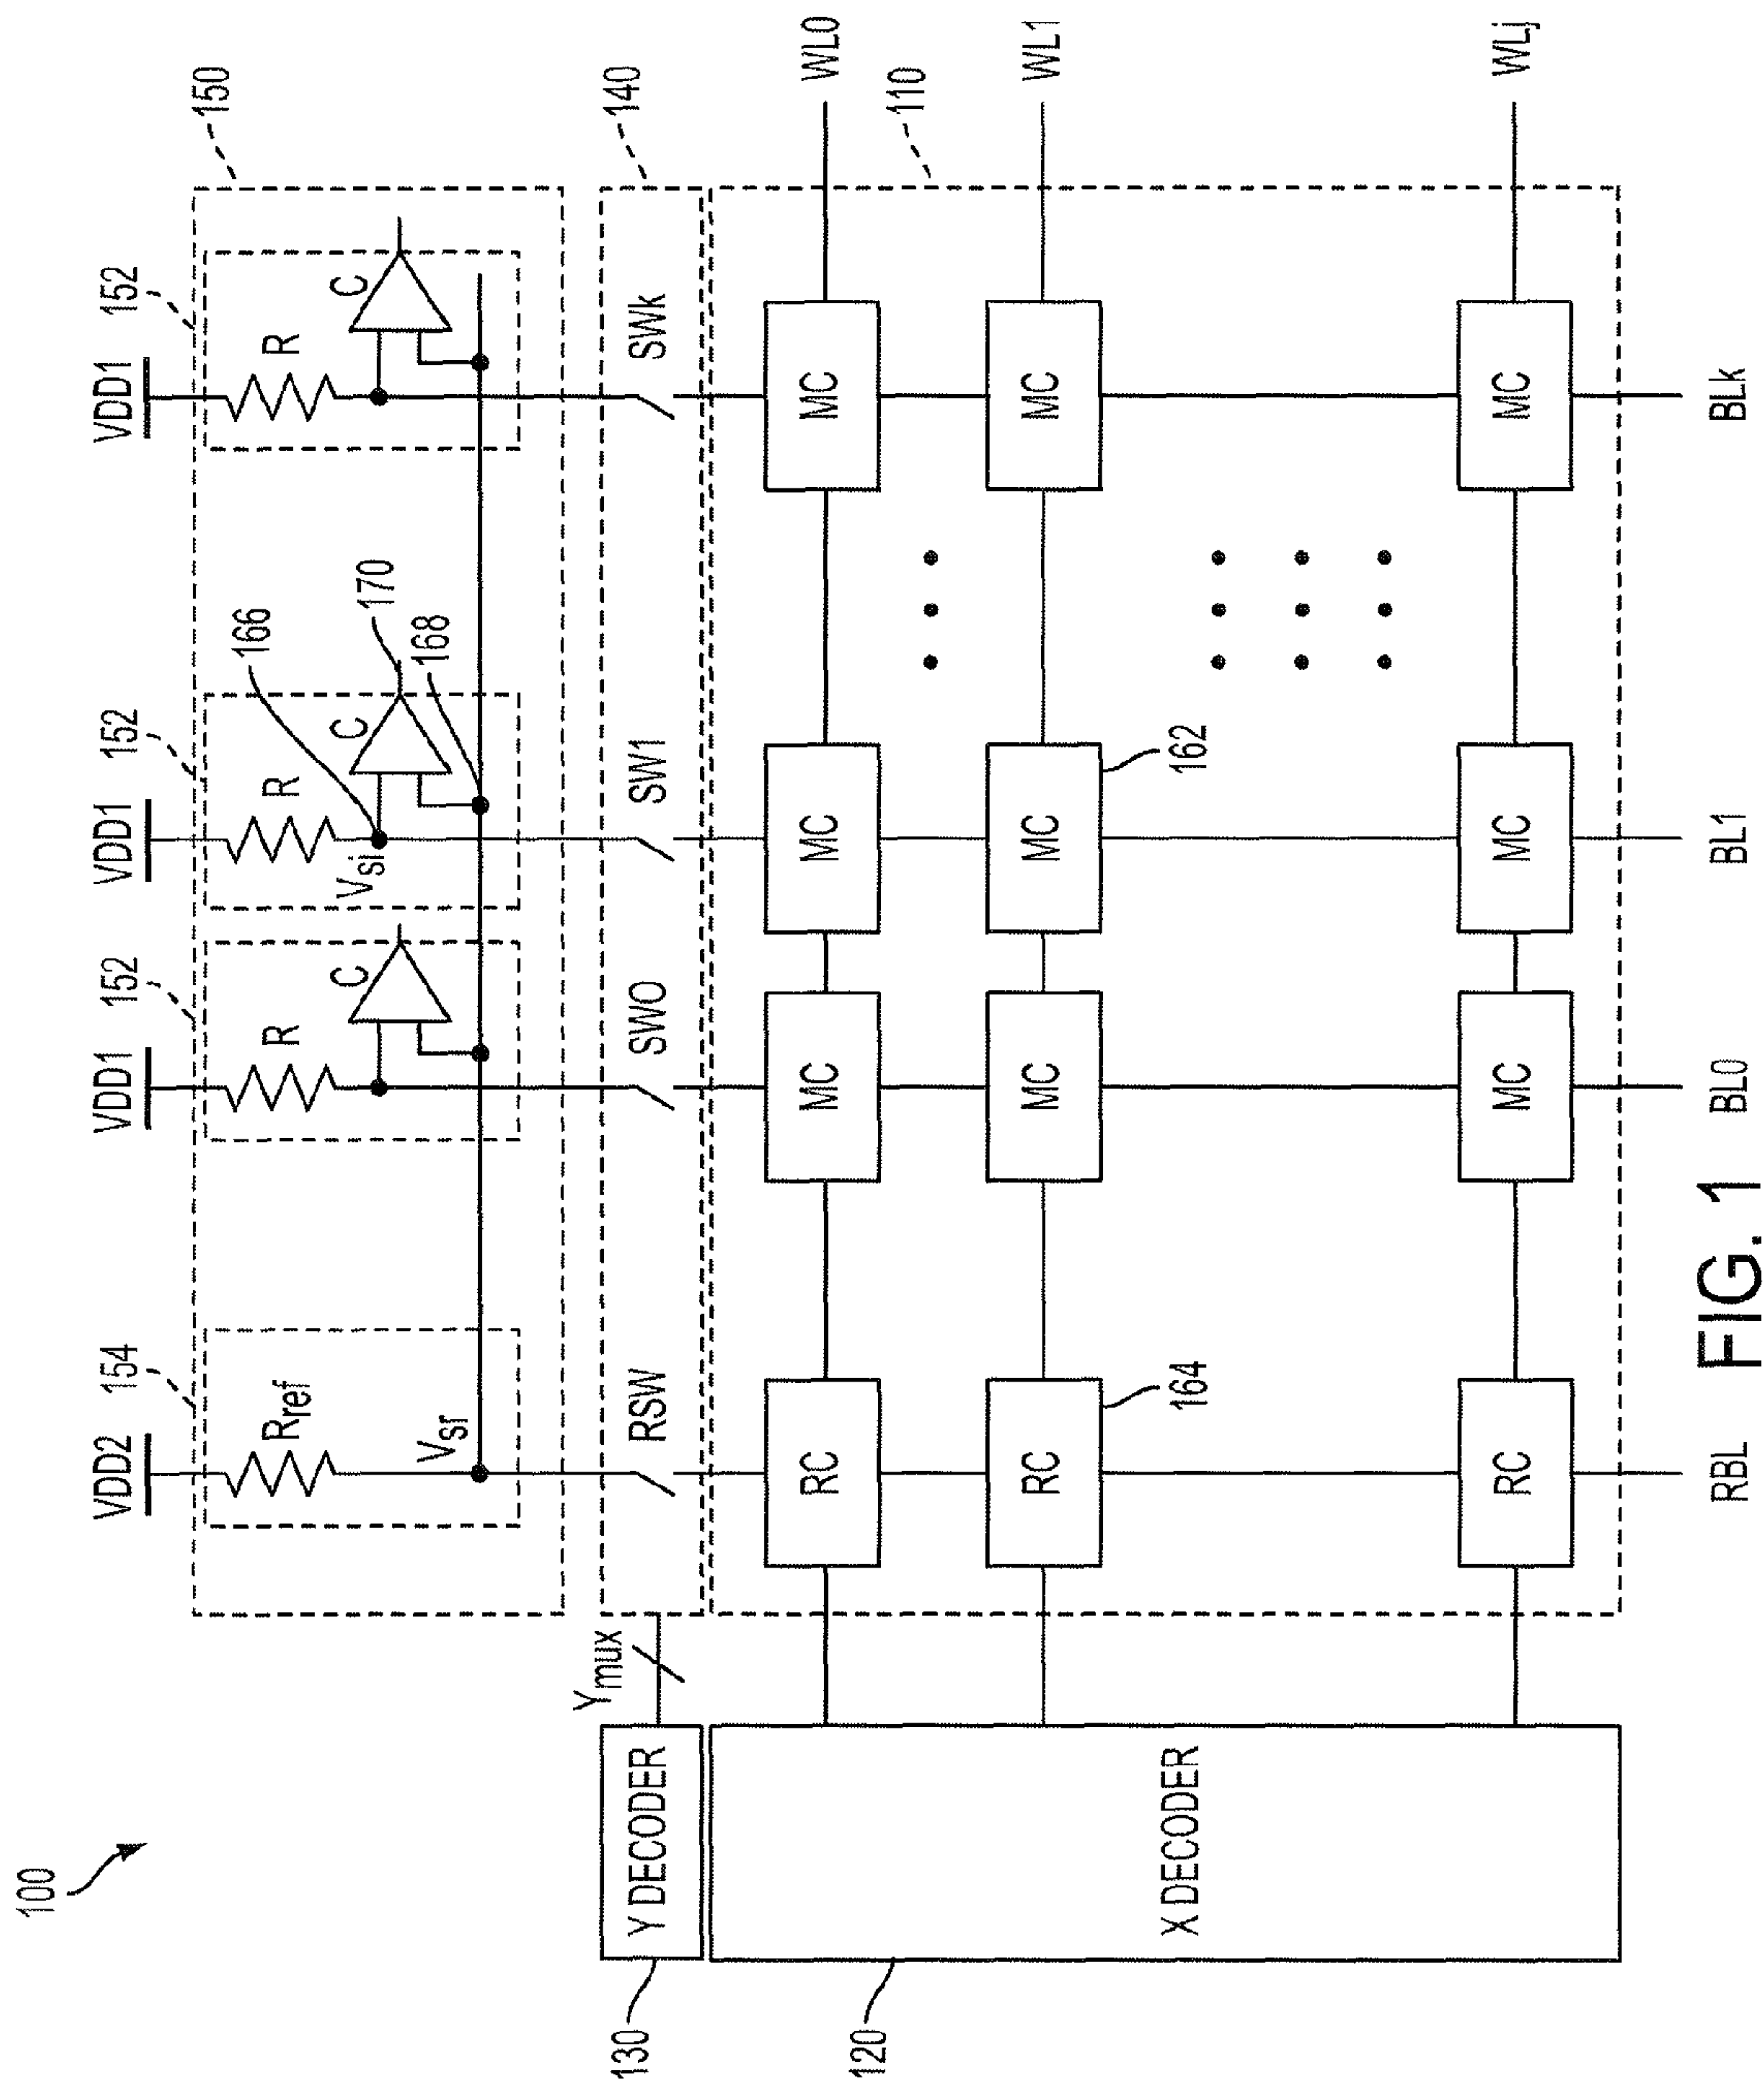 100
VDD2
VDD1
VDD1
VDD1
154
152
152
152
150
166
Rref
R
R
R
C
Vsi
C
C
170
Vsr
168
140
Ymux
130
Y DECODER
RSW
SWO
SW1
SWk
RC
MC
MC
MC
WL0
120
110
RC
MC
MC
MC
WL1
X DECODER
164
162
RC
MC
MC
MC
WLj
RBL
BL0
BL1
BLk
FIG. 1